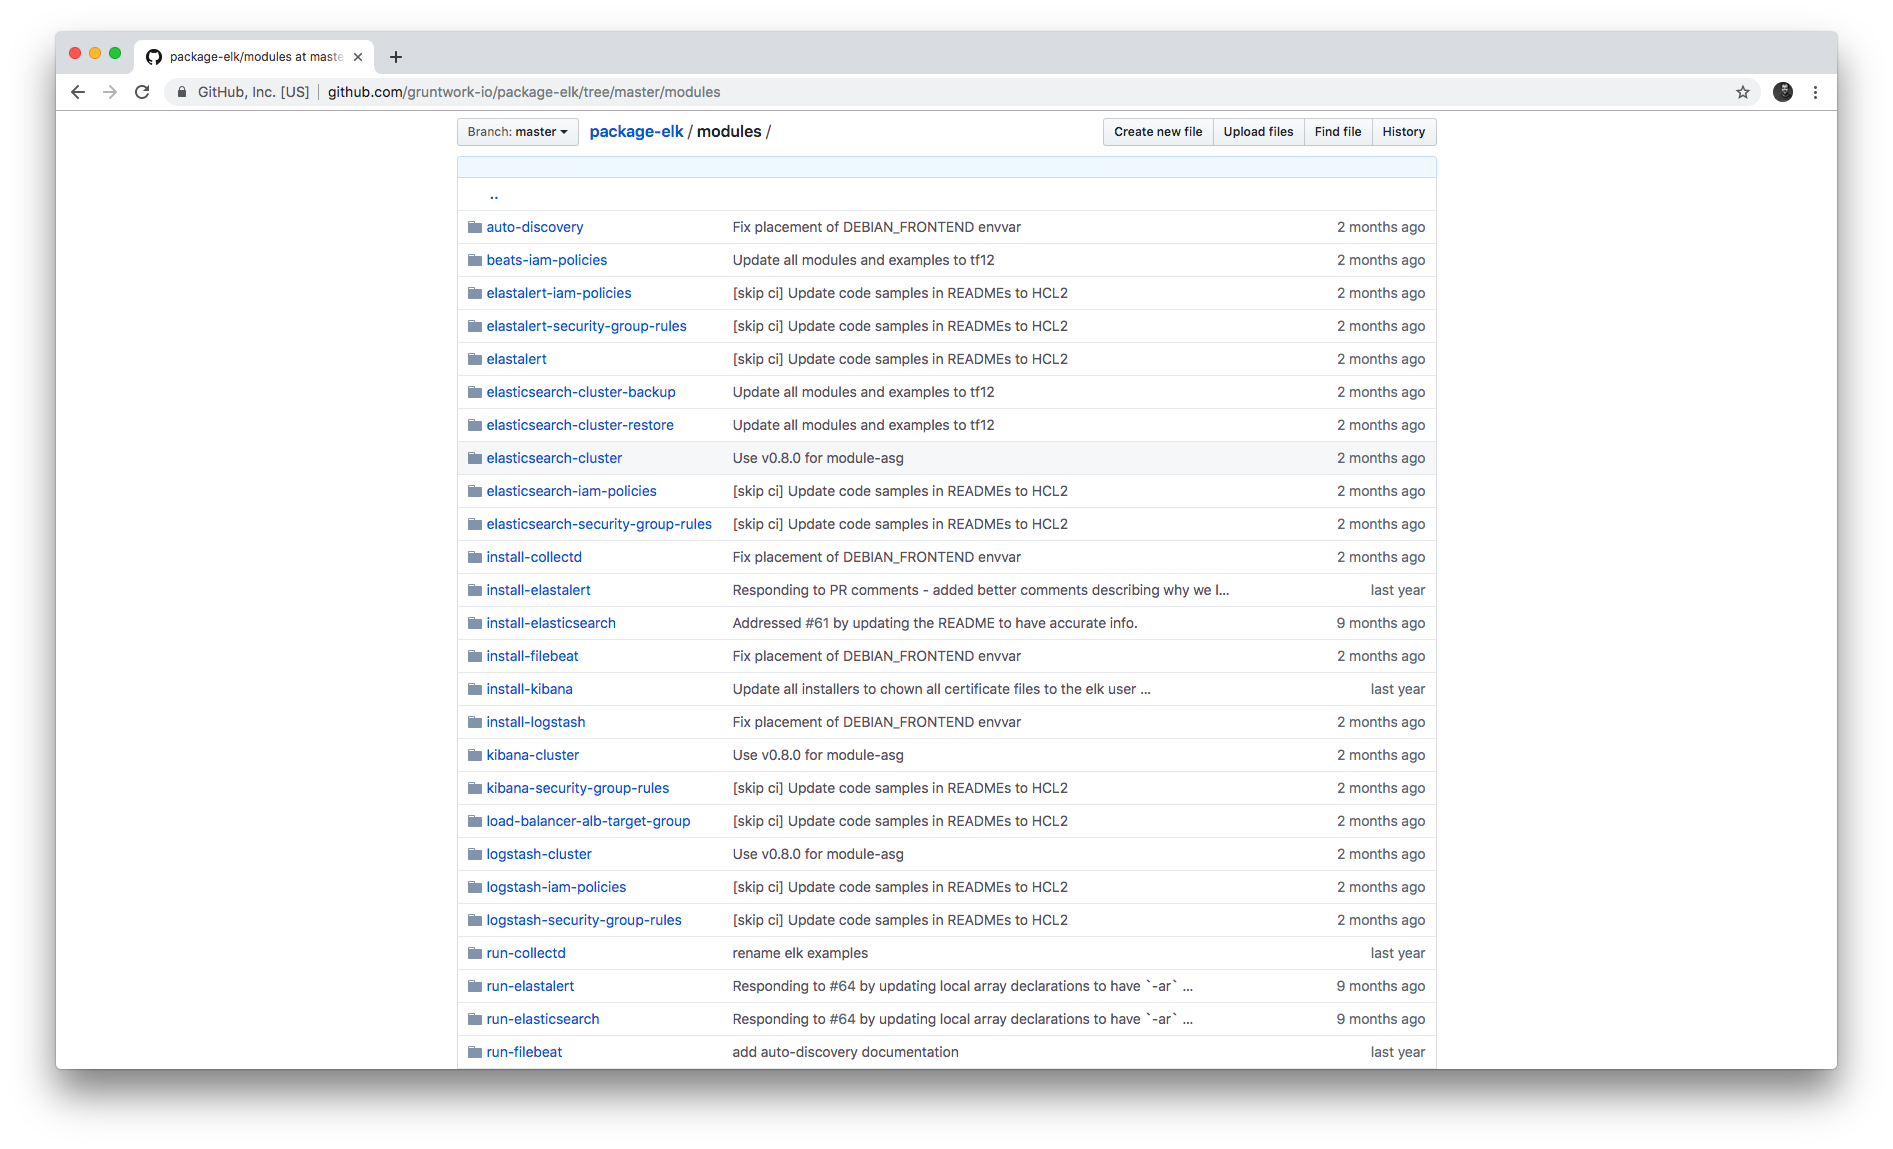 package-elk/modules at maste
GitHub, Inc. [US] github.com/gruntwork-io/package-elk/tree/master/modules
Branch: master package-elk / modules / Create new file Upload files Find file History
..
auto-discovery Fix placement of DEBIAN_FRONTEND envvar 2 months ago
beats-iam-policies Update all modules and examples to tf12 2 months ago
elastalert-iam-policies [skip ci] Update code samples in READMEs to HCL2 2 months ago
elastalert-security-group-rules [skip ci] Update code samples in READMEs to HCL2 2 months ago
elastalert [skip ci] Update code samples in READMEs to HCL2 2 months ago
elasticsearch-cluster-backup Update all modules and examples to tf12 2 months ago
elasticsearch-cluster-restore Update all modules and examples to tf12 2 months ago
elasticsearch-cluster Use v0.8.0 for module-asg 2 months ago
elasticsearch-iam-policies [skip ci] Update code samples in READMEs to HCL2 2 months ago
elasticsearch-security-group-rules [skip ci] Update code samples in READMEs to HCL2 2 months ago
install-collectd Fix placement of DEBIAN_FRONTEND envvar 2 months ago
install-elastalert Responding to PR comments - added better comments describing why we l... last year
install-elasticsearch Addressed #61 by updating the README to have accurate info. 9 months ago
install-filebeat Fix placement of DEBIAN_FRONTEND envvar 2 months ago
install-kibana Update all installers to chown all certificate files to the elk user ... last year
install-logstash Fix placement of DEBIAN_FRONTEND envvar 2 months ago
kibana-cluster Use v0.8.0 for module-asg 2 months ago
kibana-security-group-rules [skip ci] Update code samples in READMEs to HCL2 2 months ago
load-balancer-alb-target-group [skip ci] Update code samples in READMEs to HCL2 2 months ago
logstash-cluster Use v0.8.0 for module-asg 2 months ago
logstash-iam-policies [skip ci] Update code samples in READMEs to HCL2 2 months ago
logstash-security-group-rules [skip ci] Update code samples in READMEs to HCL2 2 months ago
run-collectd rename elk examples last year
run-elastalert Responding to #64 by updating local array declarations to have `-ar` ... 9 months ago
run-elasticsearch Responding to #64 by updating local array declarations to have `-ar` ... 9 months ago
run-filebeat add auto-discovery documentation last year